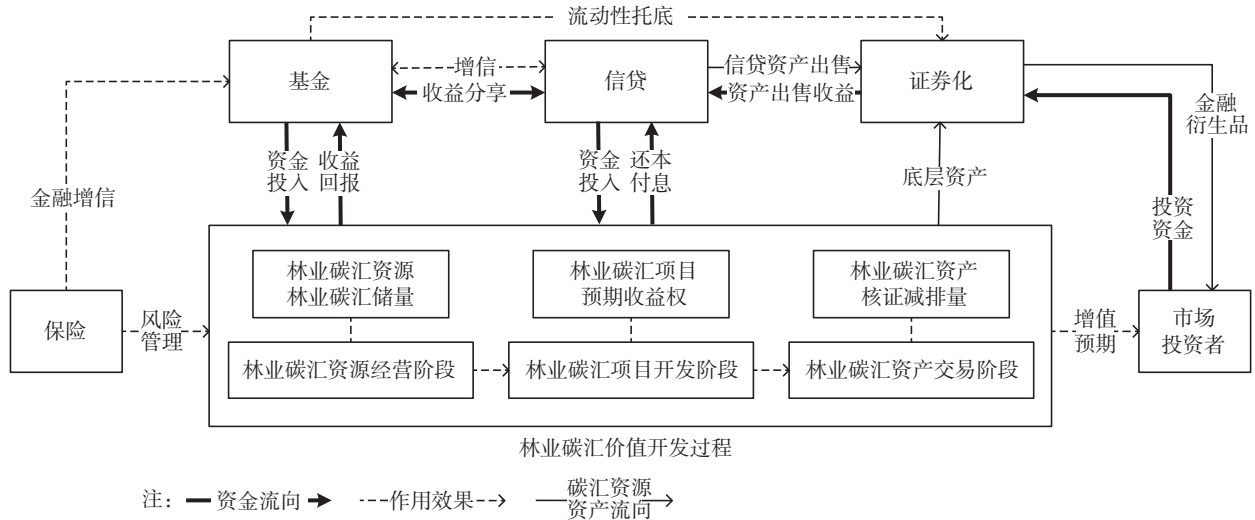 流动性托底
基金
增信
收益分享
信贷
信贷资产出售
资产出售收益
证券化
金融
衍生品
资金
投入
收益
回报
资金
投入
还本
付息
底层资产
投资
资金
金融增信
林业碳汇资源
林业碳汇储量
林业碳汇项目
预期收益权
林业碳汇资产
核证减排量
保险
风险
管理
林业碳汇资源经营阶段
林业碳汇项目开发阶段
林业碳汇资产交易阶段
增值
预期
市场
投资者
林业碳汇价值开发过程
注：
资金流向
作用效果
碳汇资源
资产流向